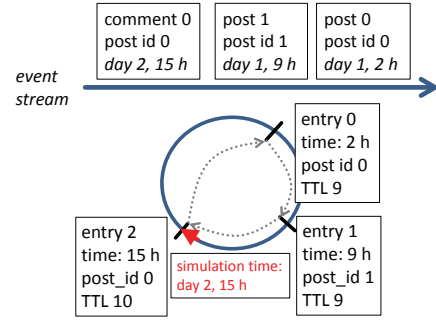 comment 0
post id 0
day 2, 15 h
post 1
post id 1
day 1, 9 h
post 0
post id 0
day 1, 2 h
event
stream
entry 0
time: 2 h
post id 0
TTL 9
entry 2
time: 15 h
post_id 0
TTL 10
simulation time:
day 2, 15 h
entry 1
time: 9 h
post_id 1
TTL 9